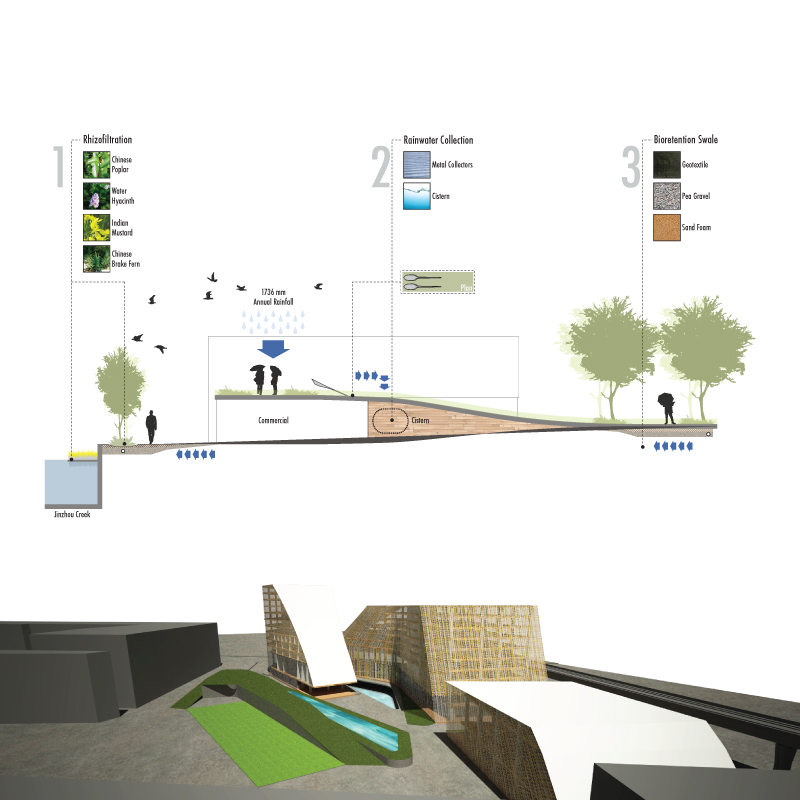 1
Rhizofiltration
Chinese
Poplar
Water
Hyacinth
Indian
Mustard
Chinese
Brake Fern
2
Rainwater Collection
Metal Collectors
Cistern
3
Bioretention Swale
Geotextile
Pea Gravel
Sand Foam
Plan
1736 mm
Annual Rainfall
Commercial
Cistern
Jinzhou Creek